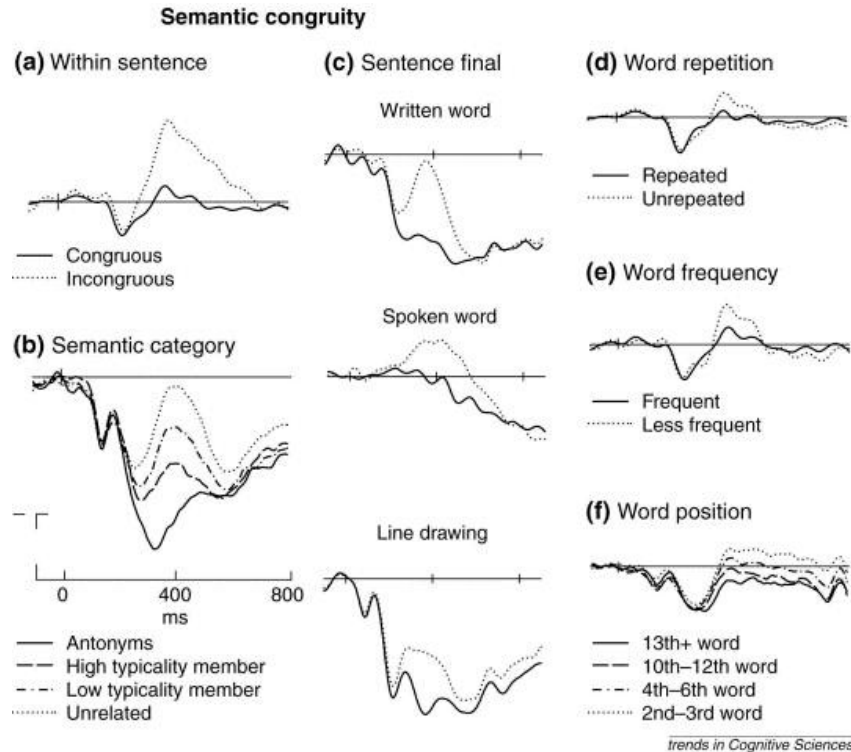 Semantic congruity
(a) Within sentence
Congruous
Incongruous
(b) Semantic category
0 400 800
ms
Antonyms
High typicality member
Low typicality member
Unrelated
(c) Sentence final
Written word
Spoken word
Line drawing
(d) Word repetition
Repeated
Unrepeated
(e) Word frequency
Frequent
Less frequent
(f) Word position
13th+ word
10th–12th word
4th–6th word
2nd–3rd word
trends in Cognitive Sciences